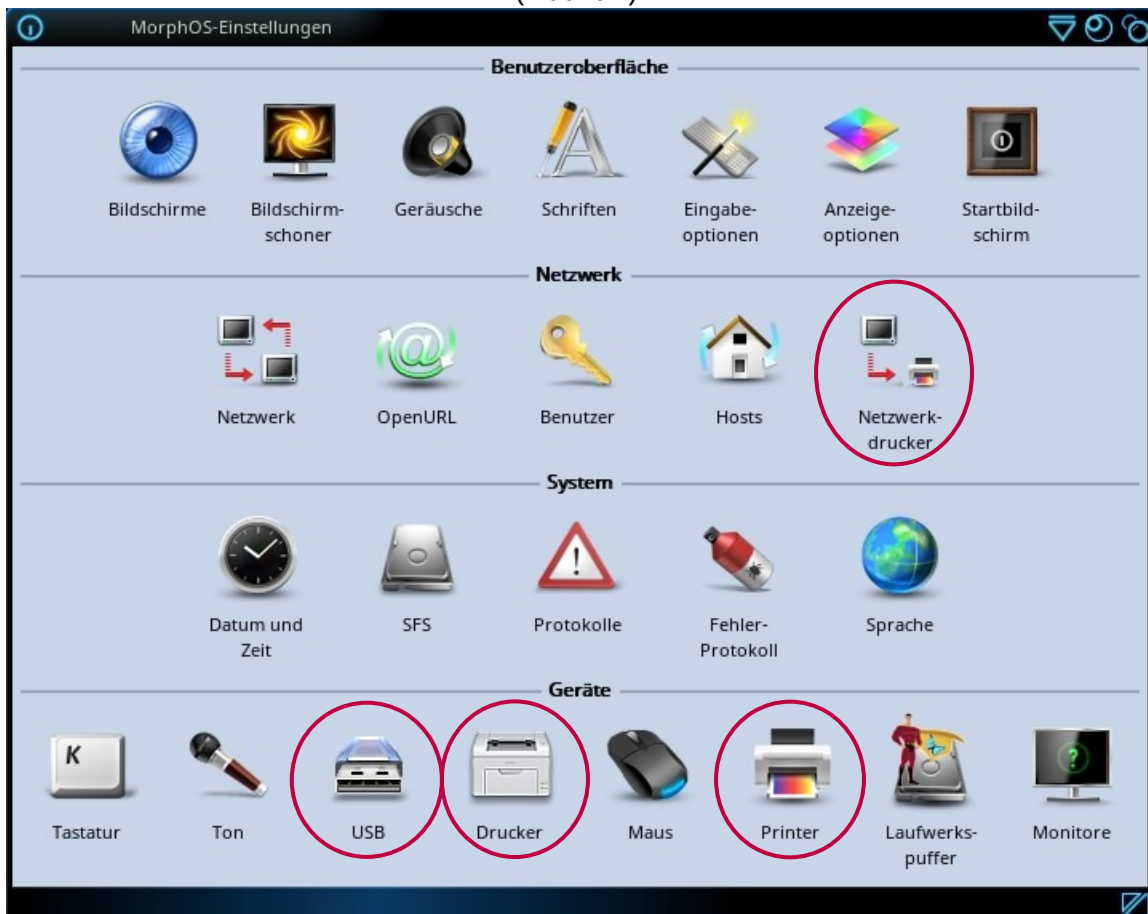 MorphOS-Einstellungen
Benutzeroberfläche
Bildschirme
Bildschirm-
schoner
Geräusche
Schriften
Eingabe-
optionen
Anzeige-
optionen
Startbild-
schirm
Netzwerk
Netzwerk
OpenURL
Benutzer
Hosts
Netzwerk-
drucker
System
Datum und
Zeit
SFS
Protokolle
Fehler-
Protokoll
Sprache
Geräte
K
Tastatur
Ton
USB
Drucker
Maus
Printer
Laufwerks-
puffer
Monitore